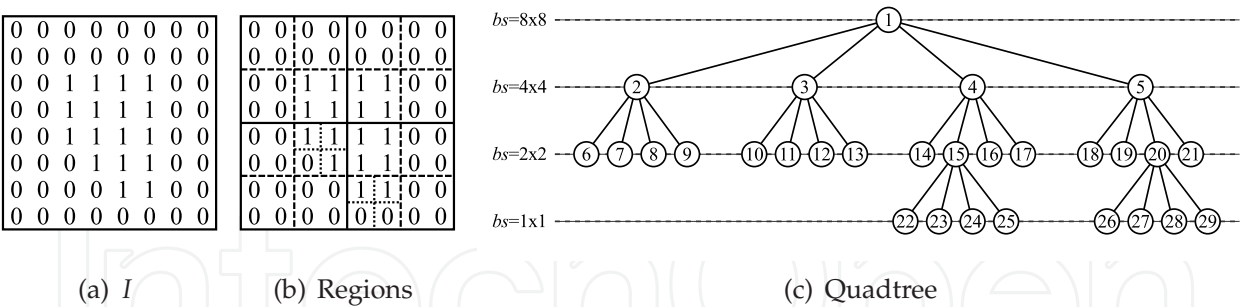 0 0 0 0 0 0 0 0
0 0 0 0 0 0 0 0
0 0 1 1 1 1 0 0
0 0 1 1 1 1 0 0
0 0 1 1 1 1 0 0
0 0 0 1 1 1 0 0
0 0 0 0 1 1 0 0
0 0 0 0 0 0 0 0
(a) I
0 0 0 0 0 0 0 0
0 0 0 0 0 0 0 0
0 0 1 1 1 1 0 0
0 0 1 1 1 1 0 0
0 0 1 1 1 1 0 0
0 0 0 1 1 1 0 0
0 0 0 0 1 1 0 0
0 0 0 0 0 0 0 0
(b) Regions
bs=8x8 1
bs=4x4 2 3 4 5
bs=2x2 6 7 8 9 10 11 12 13 14 15 16 17 18 19 20 21
bs=1x1 22 23 24 25 26 27 28 29
(c) Quadtree